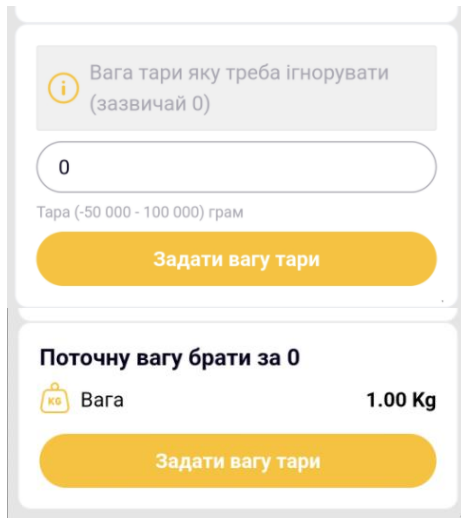 Вага тари яку треба ігнорувати
(зазвичай 0)
0
Тара (-50 000 - 100 000) грам
Задати вагу тари
Поточну вагу брати за 0
KG Вага 1.00 Kg
Задати вагу тари